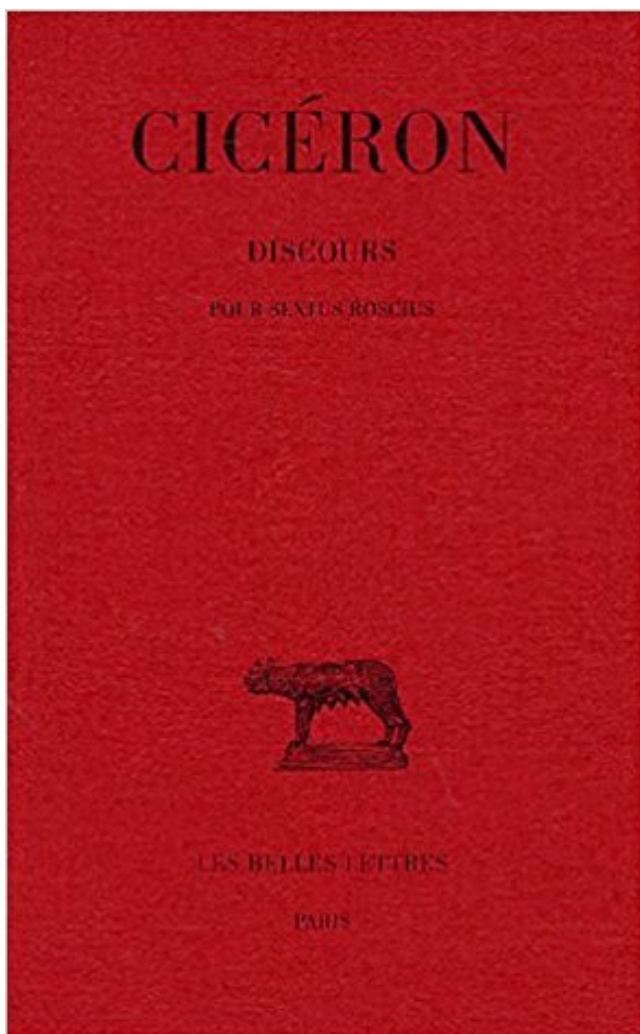 CICÉRON
DISCOURS
POUR SEXTUS ROSCIUS
LES BELLES LETTRES
PARIS